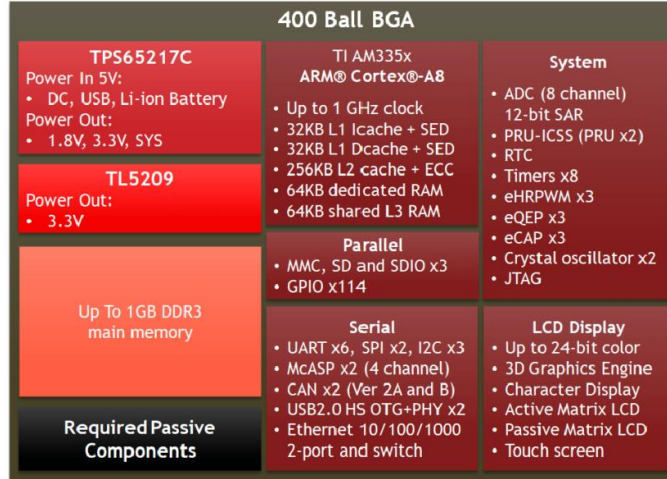 400 Ball BGA
TPS65217C
Power In 5V:
• DC, USB, Li-ion Battery
Power Out:
• 1.8V, 3.3V, SYS
TL5209
Power Out:
• 3.3V
Up To 1GB DDR3
main memory
Required Passive
Components
TI AM335x
ARM® Cortex®-A8
• Up to 1 GHz clock
• 32KB L1 Icache + SED
• 32KB L1 Dcache + SED
• 256KB L2 cache + ECC
• 64KB dedicated RAM
• 64KB shared L3 RAM
Parallel
• MMC, SD and SDIO x3
• GPIO x114
Serial
• UART x6, SPI x2, I2C x3
• McASP x2 (4 channel)
• CAN x2 (Ver 2A and B)
• USB2.0 HS OTG+PHY x2
• Ethernet 10/100/1000
2-port and switch
System
• ADC (8 channel)
12-bit SAR
• PRU-ICSS (PRU x2)
• RTC
• Timers x8
• eHRPWM x3
• eQEP x3
• eCAP x3
• Crystal oscillator x2
• JTAG
LCD Display
• Up to 24-bit color
• 3D Graphics Engine
• Character Display
• Active Matrix LCD
• Passive Matrix LCD
• Touch screen